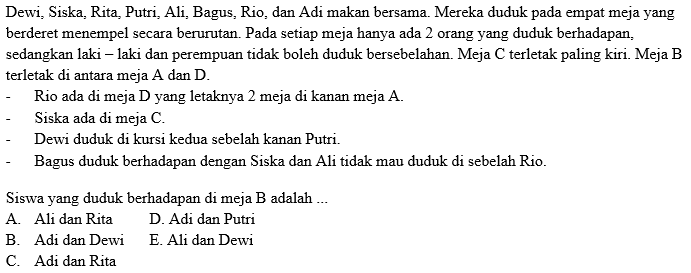 Dewi, Siska, Rita, Putri, Ali, Bagus, Rio, dan Adi makan bersama. Mereka duduk pada empat meja yang
berderet menempel secara berurutan. Pada setiap meja hanya ada 2 orang yang duduk berhadapan,
sedangkan laki – laki dan perempuan tidak boleh duduk bersebelahan. Meja C terletak paling kiri. Meja B
terletak di antara meja A dan D.
- Rio ada di meja D yang letaknya 2 meja di kanan meja A.
- Siska ada di meja C.
- Dewi duduk di kursi kedua sebelah kanan Putri.
- Bagus duduk berhadapan dengan Siska dan Ali tidak mau duduk di sebelah Rio.
Siswa yang duduk berhadapan di meja B adalah ...
A. Ali dan Rita D. Adi dan Putri
B. Adi dan Dewi E. Ali dan Dewi
C. Adi dan Rita